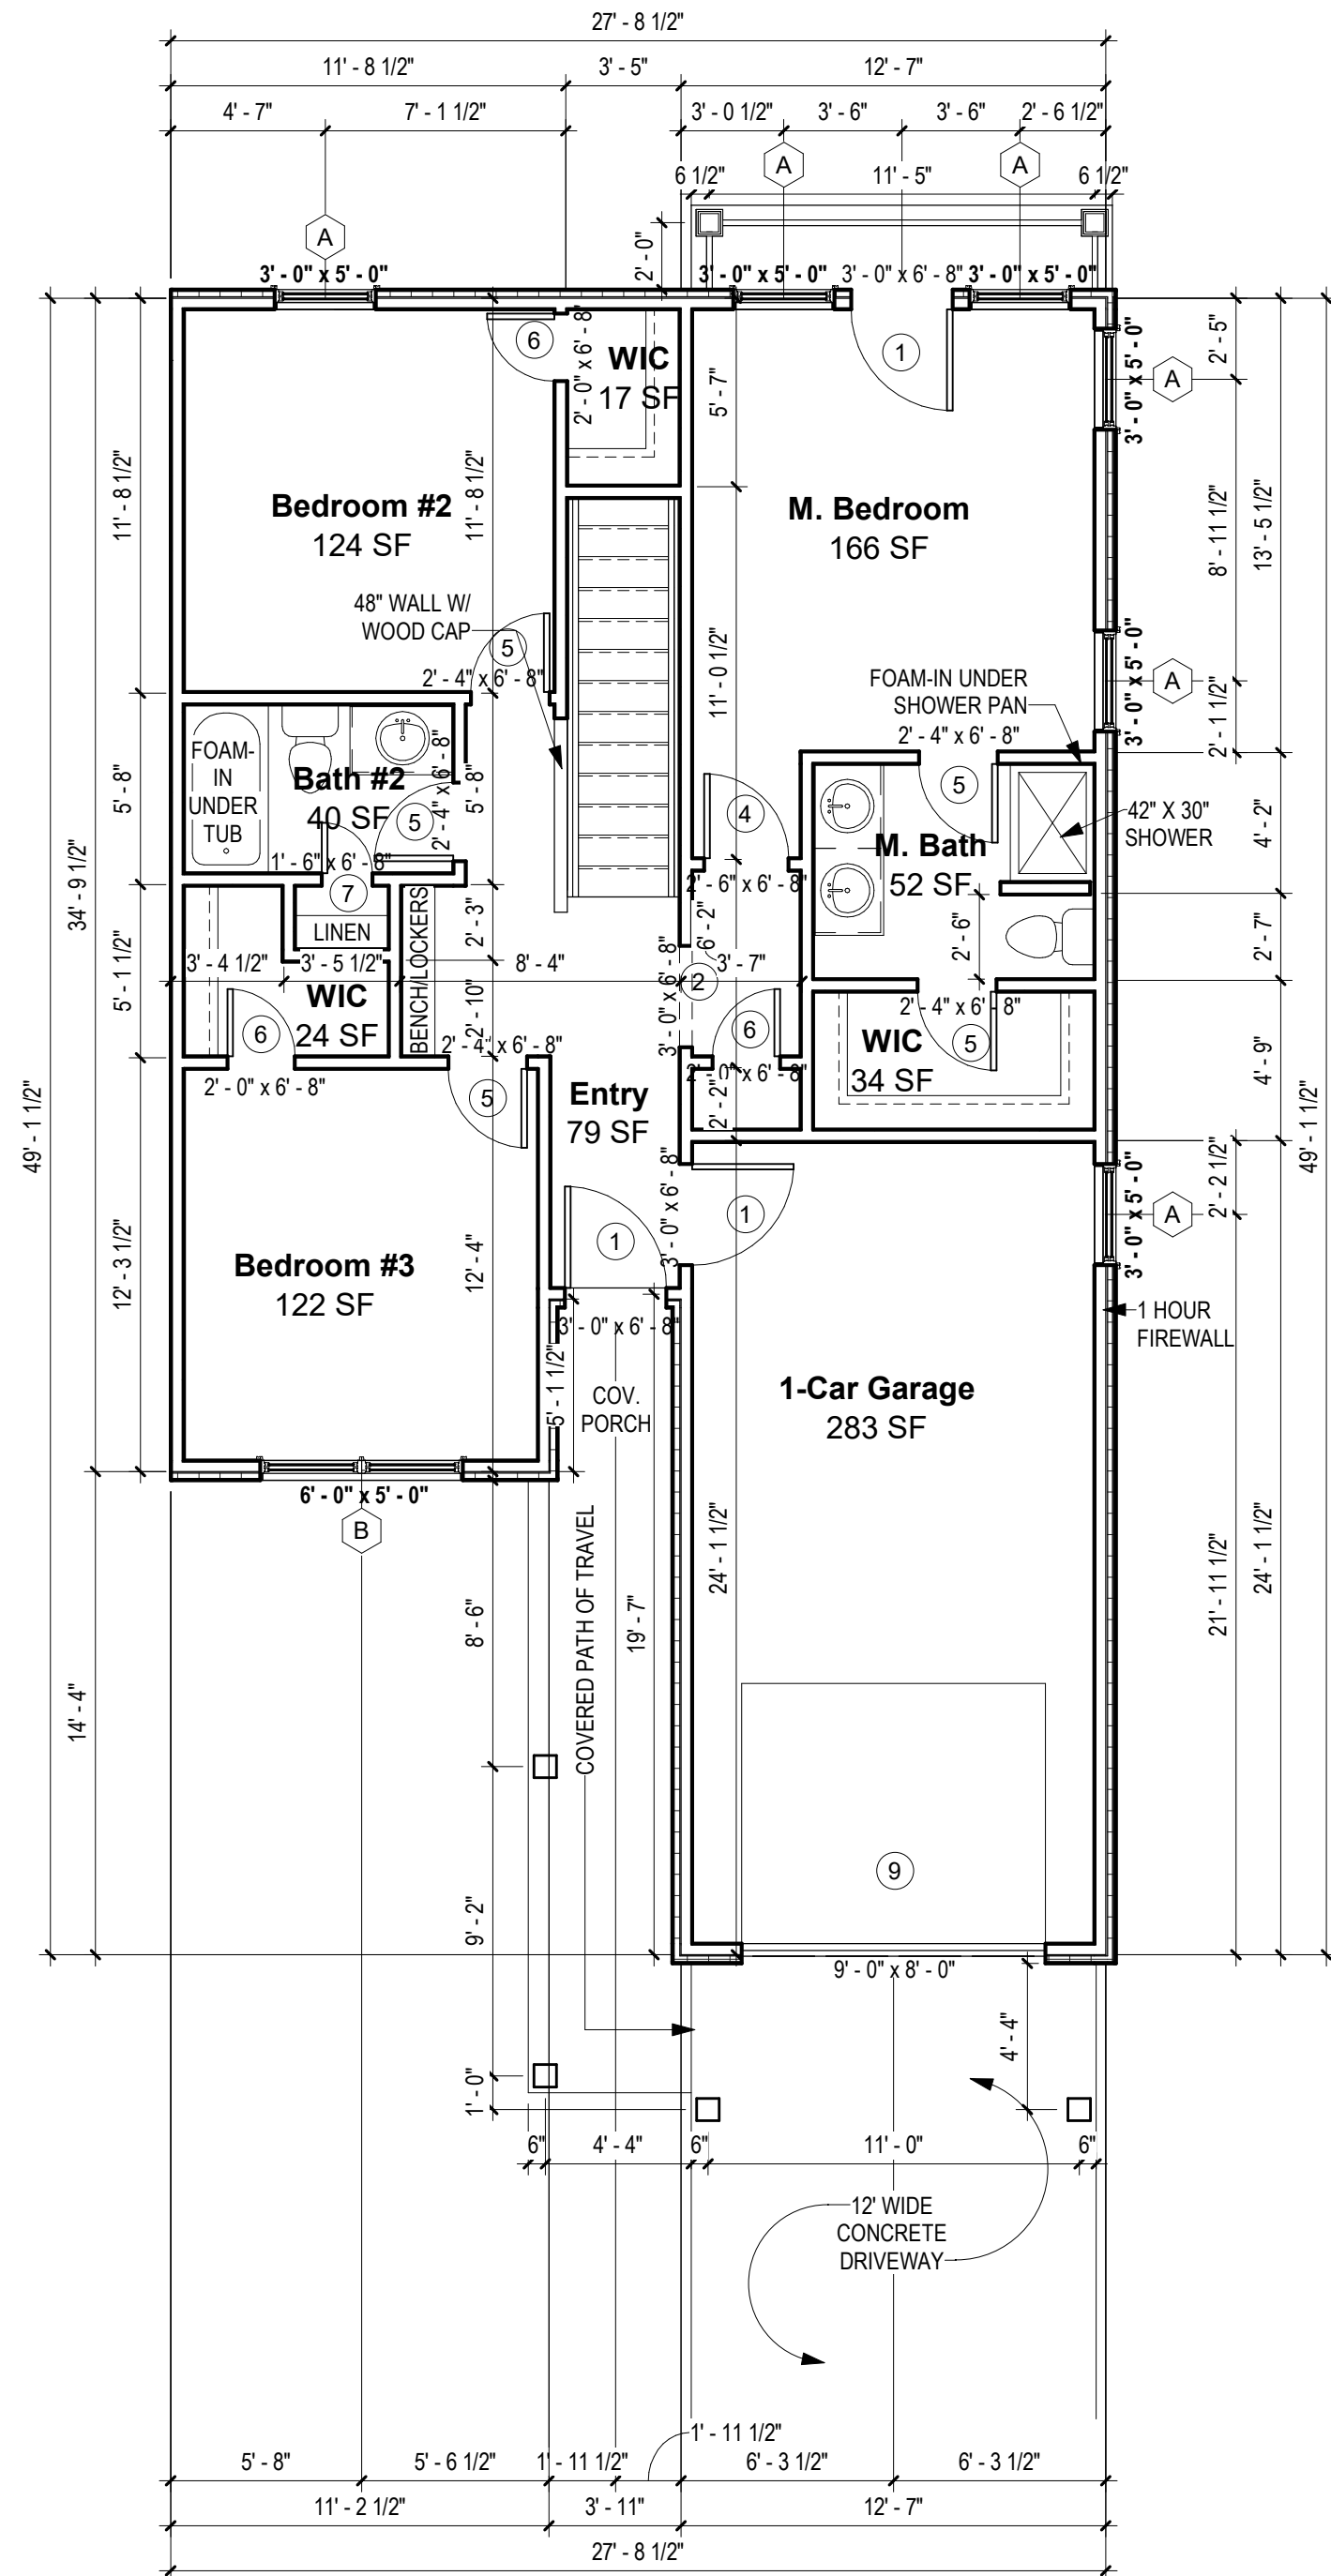 27' - 8 1/2"
11' - 8 1/2" 3' - 5" 12' - 7"
4' - 7" 7' - 1 1/2" 3' - 0 1/2" 3' - 6" 3' - 6" 2' - 6 1/2"
A A
6 1/2" 11' - 5" 6 1/2"
A
2' - 0"
3' - 0" x 5' - 0" 3' - 0" x 5' - 0" 3' - 0" x 6' - 8" 3' - 0" x 5' - 0"
6
2' - 0" x 6' - 8"
WIC
17 SF
5' - 7"
1
3' - 0" x 5' - 0"
A
2' - 5"
11' - 8 1/2"
11' - 8 1/2"
Bedroom #2
124 SF
M. Bedroom
166 SF
8' - 11 1/2"
13' - 5 1/2"
48" WALL W/
WOOD CAP
5
2' - 4" x 6' - 8"
11' - 0 1/2"
FOAM-IN UNDER
SHOWER PAN
2' - 4" x 6' - 8"
3' - 0" x 5' - 0"
A
2' - 1 1/2"
FOAM-
IN
UNDER
TUB
Bath #2
40 SF
5
2' - 4" x 6' - 8"
5' - 8"
5' - 8"
4
2' - 6" x 6' - 8"
5
M. Bath
52 SF
42" X 30"
SHOWER
4' - 2"
1' - 6" x 6' - 8"
7
LINEN
BENCH/LOCKERS
2' - 3"
34' - 9 1/2"
5' - 1 1/2"
3' - 4 1/2" 3' - 5 1/2" 8' - 4" 3' - 7"
6' - 2"
3' - 0" x 6' - 8"
2
2' - 6"
2' - 7"
WIC
24 SF
6
2' - 0" x 6' - 8"
2' - 10"
2' - 4" x 6' - 8"
5
6
2' - 0" x 6' - 8"
2' - 2"
2' - 4" x 6' - 8"
5
WIC
34 SF
4' - 9"
49' - 1 1/2"
49' - 1 1/2"
Entry
79 SF
3' - 0" x 6' - 8"
1
1
3' - 0" x 5' - 0"
A
2' - 2 1/2"
12' - 3 1/2"
Bedroom #3
122 SF
12' - 4"
3' - 0" x 6' - 8"
5' - 1 1/2"
COV.
PORCH
1 HOUR
FIREWALL
1-Car Garage
283 SF
6' - 0" x 5' - 0"
B
8' - 6"
COVERED PATH OF TRAVEL
19' - 7"
24' - 1 1/2"
21' - 11 1/2"
24' - 1 1/2"
14' - 4"
9
9' - 2"
9' - 0" x 8' - 0"
4' - 4"
1' - 0"
6" 4' - 4" 6" 11' - 0" 6"
12' WIDE
CONCRETE
DRIVEWAY
1' - 11 1/2"
5' - 8" 5' - 6 1/2" 1' - 11 1/2" 6' - 3 1/2" 6' - 3 1/2"
11' - 2 1/2" 3' - 11" 12' - 7"
27' - 8 1/2"